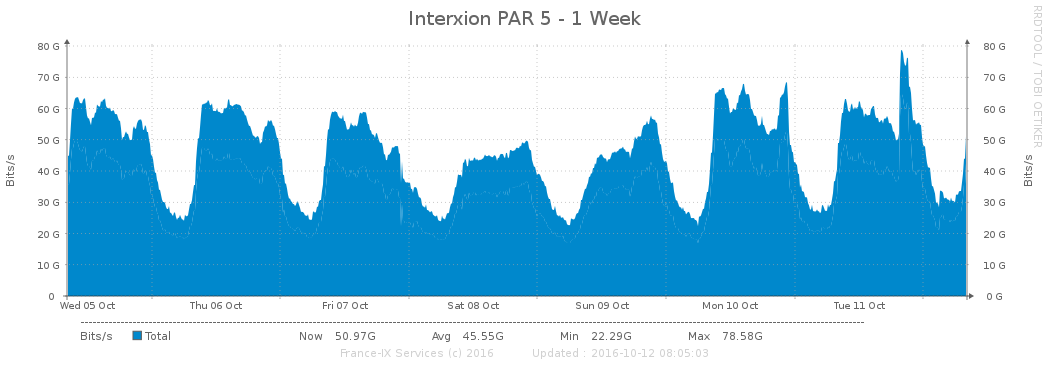 Interxion PAR 5 - 1 Week
RRDTOOL / TOBI OETIKER
Bits/s
Bits/s
80 G 80 G
70 G 70 G
60 G 60 G
50 G 50 G
40 G 40 G
30 G 30 G
20 G 20 G
10 G 10 G
0 0 G
Wed 05 Oct Thu 06 Oct Fri 07 Oct Sat 08 Oct Sun 09 Oct Mon 10 Oct Tue 11 Oct
Bits/s Total Now 50.97G Avg 45.55G Min 22.29G Max 78.58G
France-IX Services (c) 2016 Updated : 2016-10-12 08:05:03